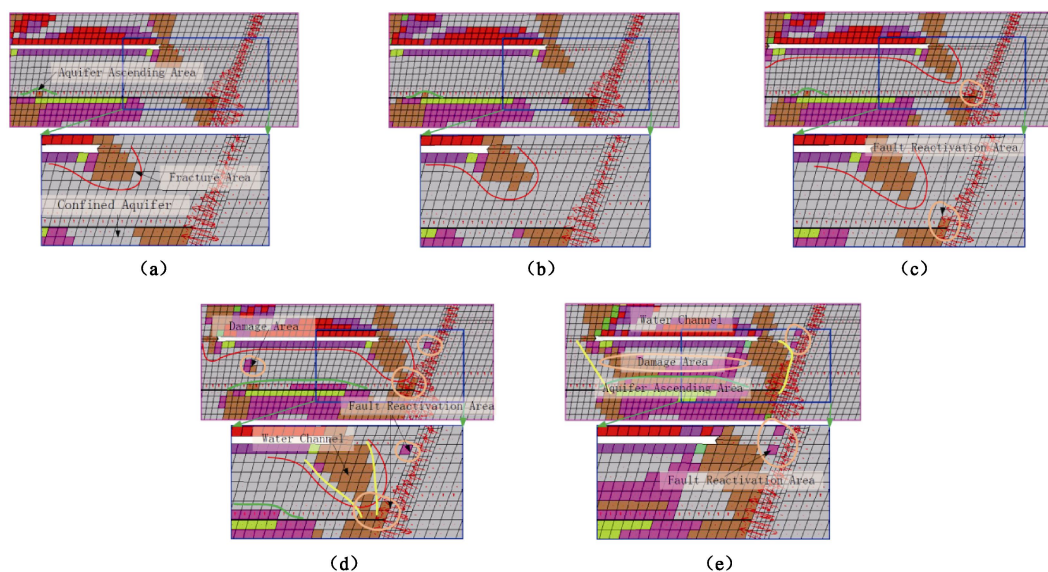 Aquifer Ascending Area
Fracture Area
Confined Aquifer
(a)
(b)
Fault Reactivation Area
(c)
Damage Area
Fault Reactivation Area
Water Channel
(d)
Water Channel
Damage Area
Aquifer Ascending Area
Fault Reactivation Area
(e)